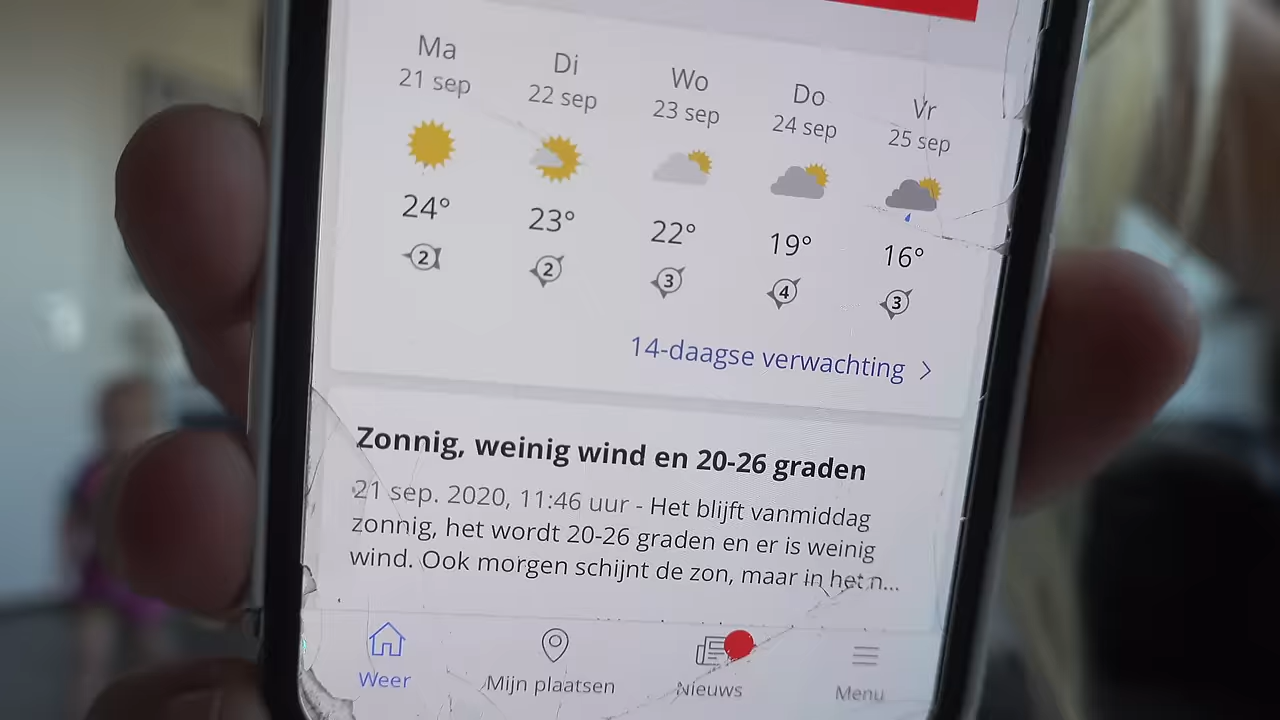 Ma Di Wo Do Vr
21 sep 22 sep 23 sep 24 sep 25 sep
24° 23° 22° 19° 16°
2 2 3 4 3
14-daagse verwachting >
Zonnig, weinig wind en 20-26 graden
21 sep. 2020, 11:46 uur - Het blijft vanmiddag
zonnig, het wordt 20-26 graden en er is weinig
wind. Ook morgen schijnt de zon, maar in het n...
Weer Mijn plaatsen Nieuws Menu